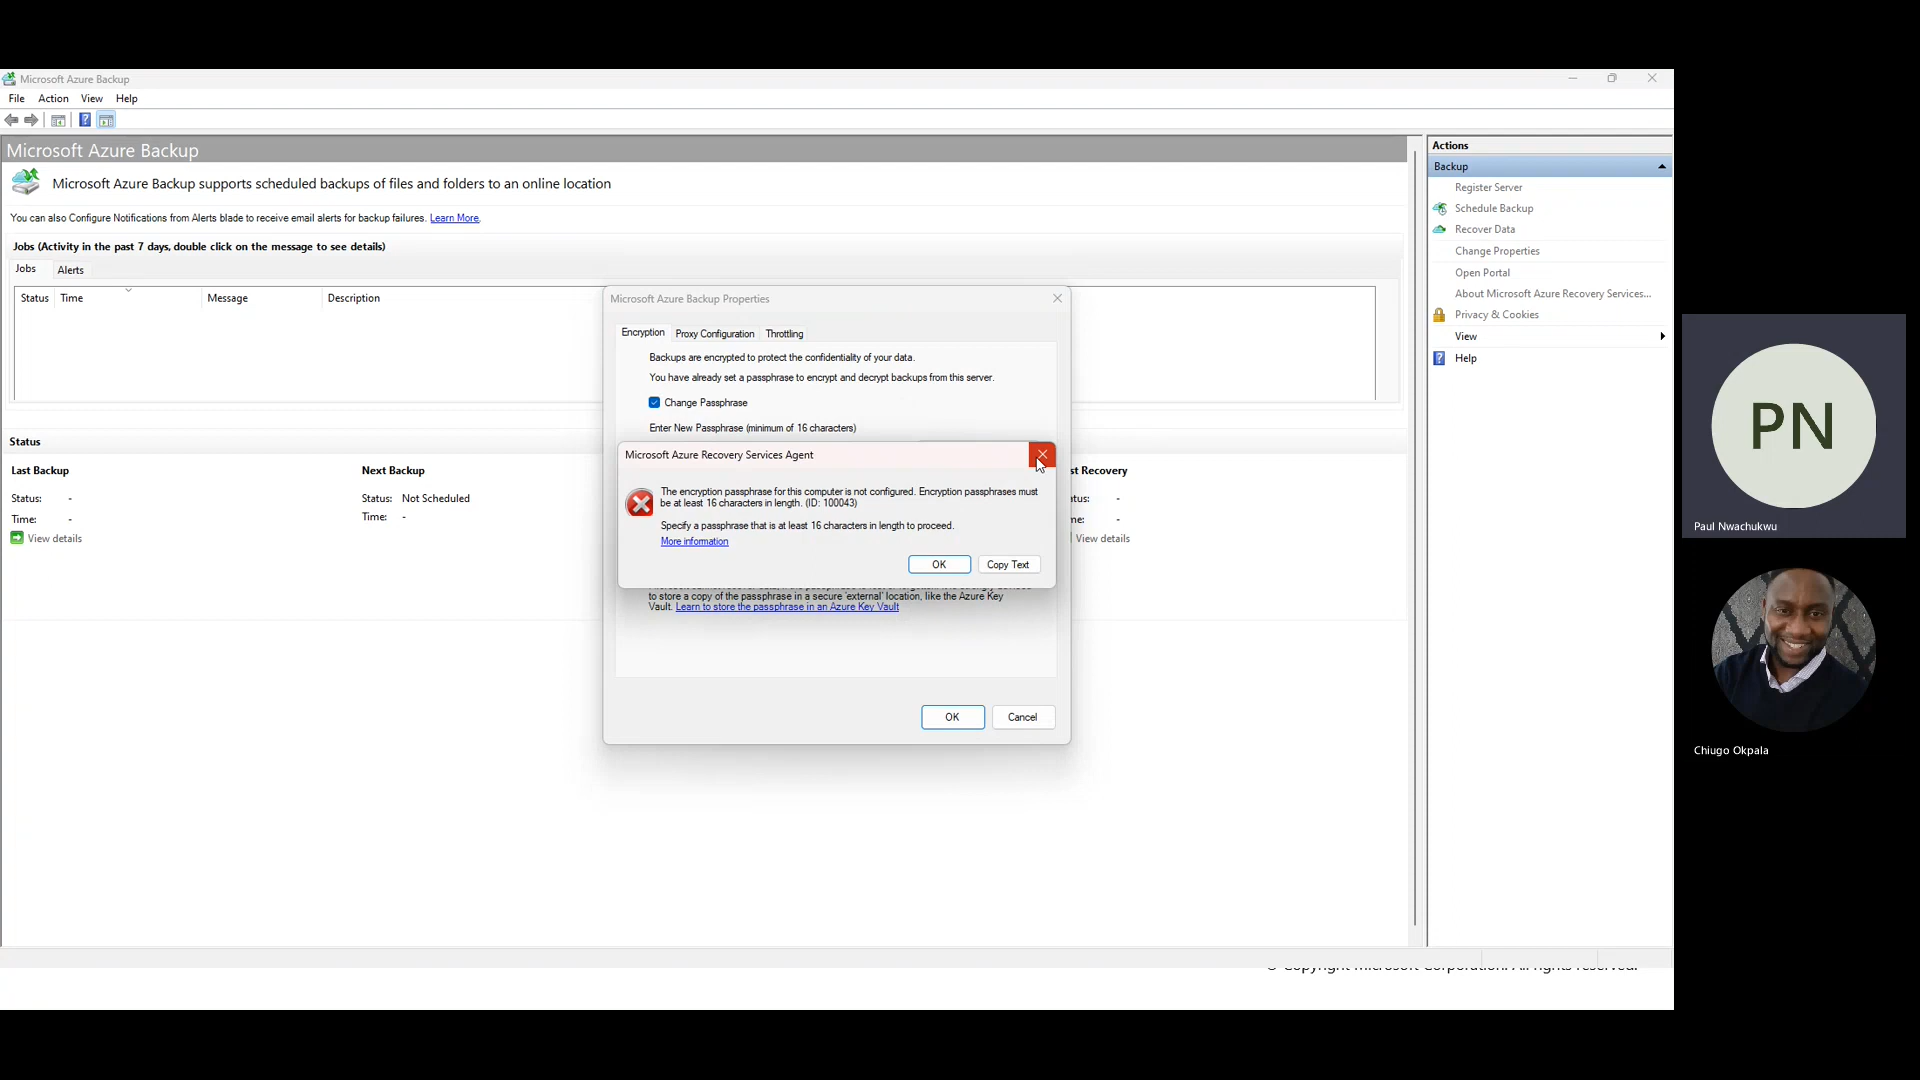 Microsoft Azure Backup
File Action View Help
Microsoft Azure Backup
Microsoft Azure Backup supports scheduled backups of files and folders to an online location
You can also Configure Notifications from Alerts blade to receive email alerts for backup failures. Learn More.
Jobs (Activity in the past 7 days, double click on the message to see details)
Jobs Alerts
Status Time Message Description
Status
Last Backup
Status: -
Time: -
View details
Next Backup
Status: Not Scheduled
Time: -
st Recovery
atus: -
me: -
View details
Microsoft Azure Backup Properties
Encryption Proxy Configuration Throttling
Backups are encrypted to protect the confidentiality of your data.
You have already set a passphrase to encrypt and decrypt backups from this server.
Change Passphrase
Enter New Passphrase (minimum of 16 characters)
Microsoft Azure Recovery Services Agent
The encryption passphrase for this computer is not configured. Encryption passphrases must
be at least 16 characters in length. (ID: 100043)
Specify a passphrase that is at least 16 characters in length to proceed.
More information
OK Copy Text
to store a copy of the passphrase in a secure 'external' location, like the Azure Key
Vault. Learn to store the passphrase in an Azure Key Vault
OK Cancel
Actions
Backup
Register Server
Schedule Backup
Recover Data
Change Properties
Open Portal
About Microsoft Azure Recovery Services...
Privacy & Cookies
View
Help
© Copyright Microsoft Corporation. All rights reserved.
PN
Paul Nwachukwu
Chiugo Okpala